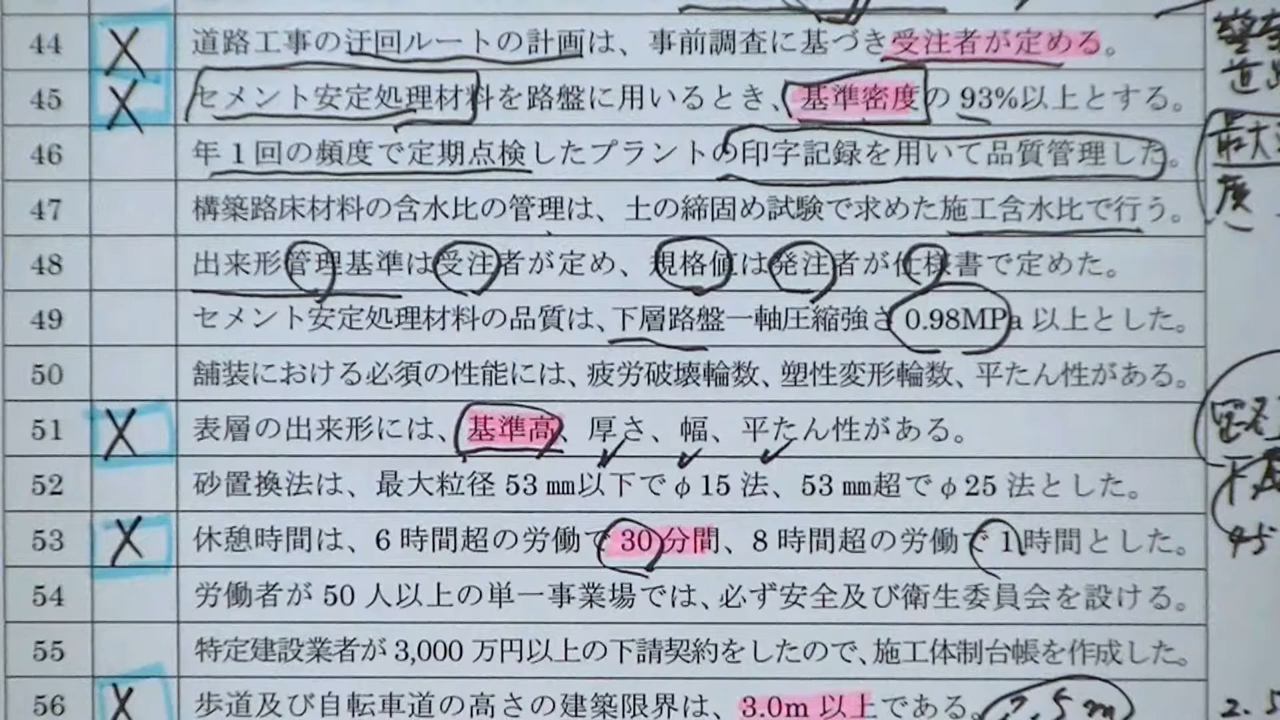 44 X 道路工事の迂回ルートの計画は、事前調査に基づき受注者が定める。
45 X セメント安定処理材料を路盤に用いるとき、基準密度の 93%以上とする。
46 年1回の頻度で定期点検したプラントの印字記録を用いて品質管理した。
最大
度
47 構築路床材料の含水比の管理は、土の締固め試験で求めた施工含水比で行う。
48 出来形管理基準は受注者が定め、規格値は発注者が仕様書で定めた。
49 セメント安定処理材料の品質は、下層路盤一軸圧縮強さ 0.98MPa 以上とした。
50 舗装における必須の性能には、疲労破壊輪数、塑性変形輪数、平たん性がある。
51 X 表層の出来形には、基準高、厚さ、幅、平たん性がある。
52 砂置換法は、最大粒径 53 ㎜以下でφ15 法、53 ㎜超でφ25 法とした。
53 X 休憩時間は、6 時間超の労働で 30 分間、8 時間超の労働で 1 時間とした。
45
54 労働者が 50 人以上の単一事業場では、必ず安全及び衛生委員会を設ける。
55 特定建設業者が 3,000 万円以上の下請契約をしたので、施工体制台帳を作成した。
56 X 歩道及び自転車道の高さの建築限界は、3.0m 以上である。 2.5m
2.5